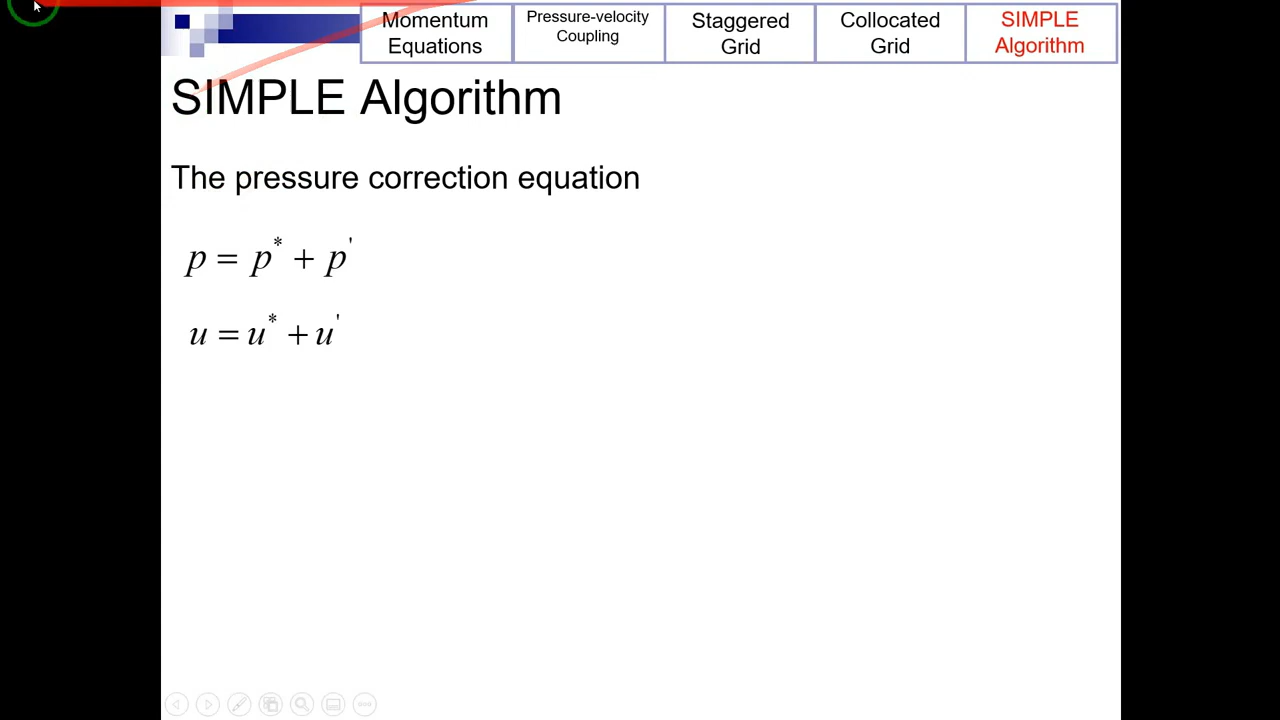 Momentum
Equations
Pressure-velocity
Coupling
Staggered
Grid
Collocated
Grid
SIMPLE
Algorithm
SIMPLE Algorithm
The pressure correction equation
p = p* + p'
u = u* + u'